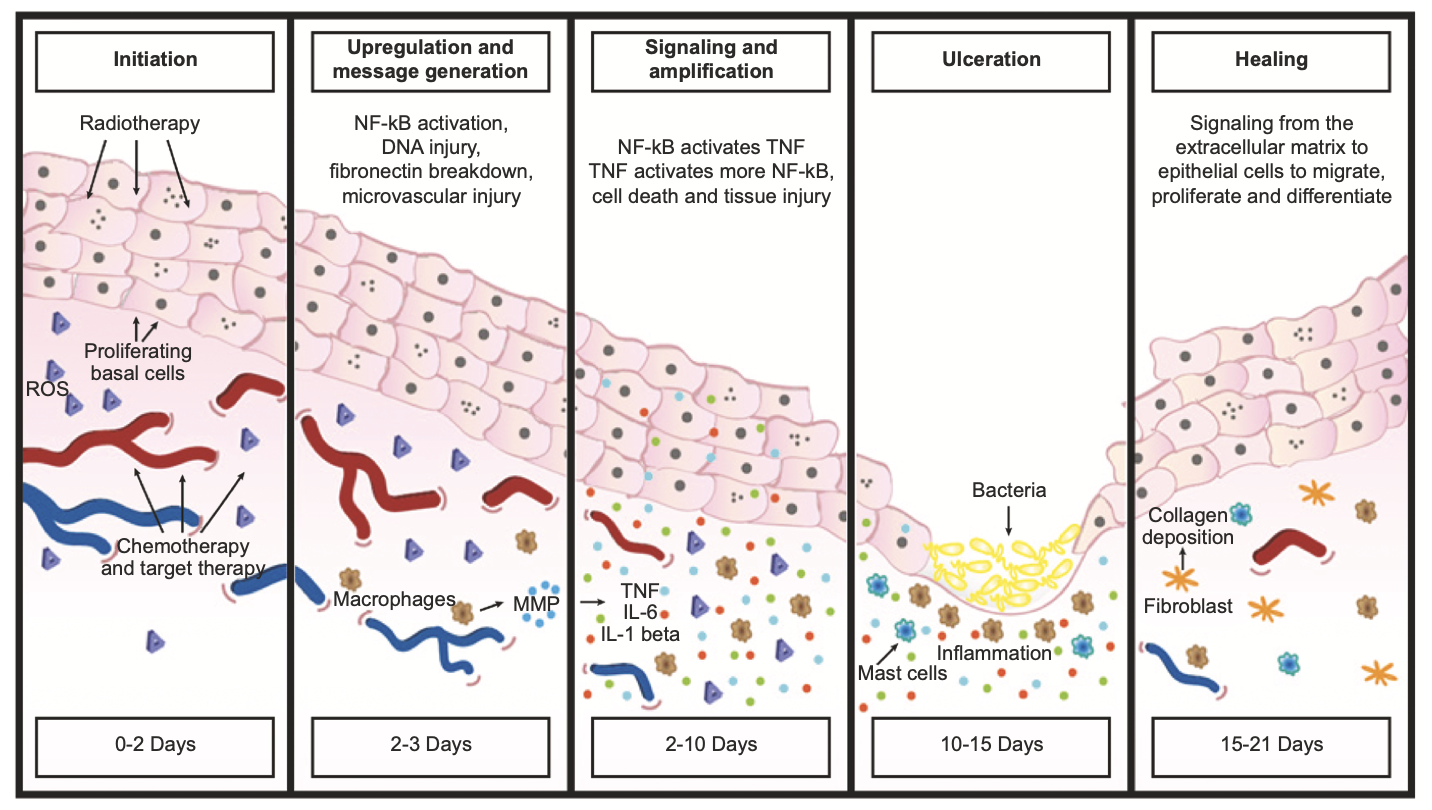 Initiation
Radiotherapy
Proliferating
basal cells
ROS
Chemotherapy
and target therapy
0-2 Days
Upregulation and
message generation
NF-kB activation,
DNA injury,
fibronectin breakdown,
microvascular injury
Macrophages
MMP
2-3 Days
Signaling and
amplification
NF-kB activates TNF
TNF activates more NF-kB,
cell death and tissue injury
TNF
IL-6
IL-1 beta
2-10 Days
Ulceration
Bacteria
Inflammation
Mast cells
10-15 Days
Healing
Signaling from the
extracellular matrix to
epithelial cells to migrate,
proliferate and differentiate
Collagen
deposition
Fibroblast
15-21 Days